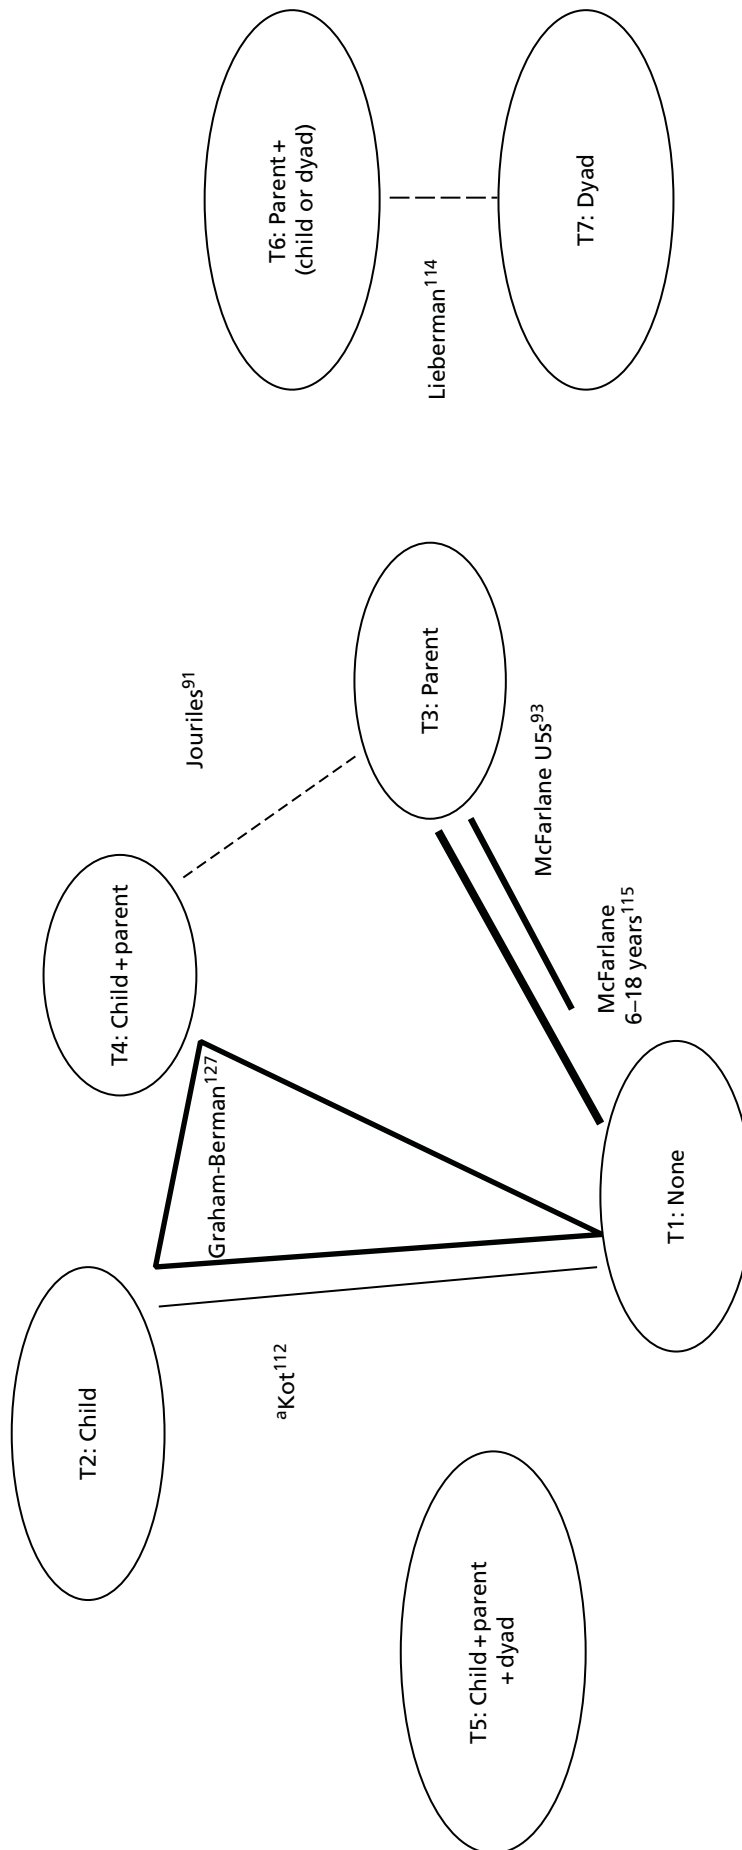 T2: Child
T4: Child+parent
Jouriles⁹¹
T6: Parent+
(child or dyad)
ᵃKot¹¹²
Graham-Berman¹²⁷
T3: Parent
Lieberman¹¹⁴
T5: Child+parent
+dyad
McFarlane U5s⁹³
McFarlane
6–18 years¹¹⁵
T1: None
T7: Dyad